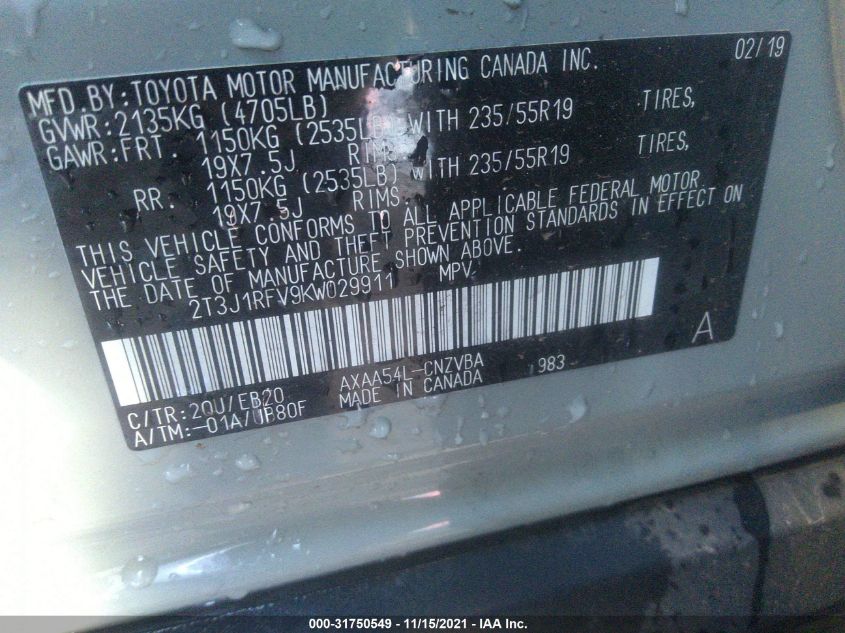 MFD.BY:TOYOTA MOTOR MANUFACTURING CANADA INC. 02/19
GVWR:2135KG (4705LB)
GAWR:FRT. 1150KG (2535LB) WITH 235/55R19 TIRES,
19X7.5J RIMS,
RR. 1150KG (2535LB) WITH 235/55R19 TIRES,
19X7.5J RIMS.
THIS VEHICLE CONFORMS TO ALL APPLICABLE FEDERAL MOTOR
VEHICLE SAFETY AND THEFT PREVENTION STANDARDS IN EFFECT ON
THE DATE OF MANUFACTURE SHOWN ABOVE.
2T3J1RFV9KW029911 MPV.
A
C/TR:2QU/EB20 AXAA54L-CNZVBA 983
A/TM:-01A/UB80F MADE IN CANADA
000-31750549 - 11/15/2021 - IAA Inc.